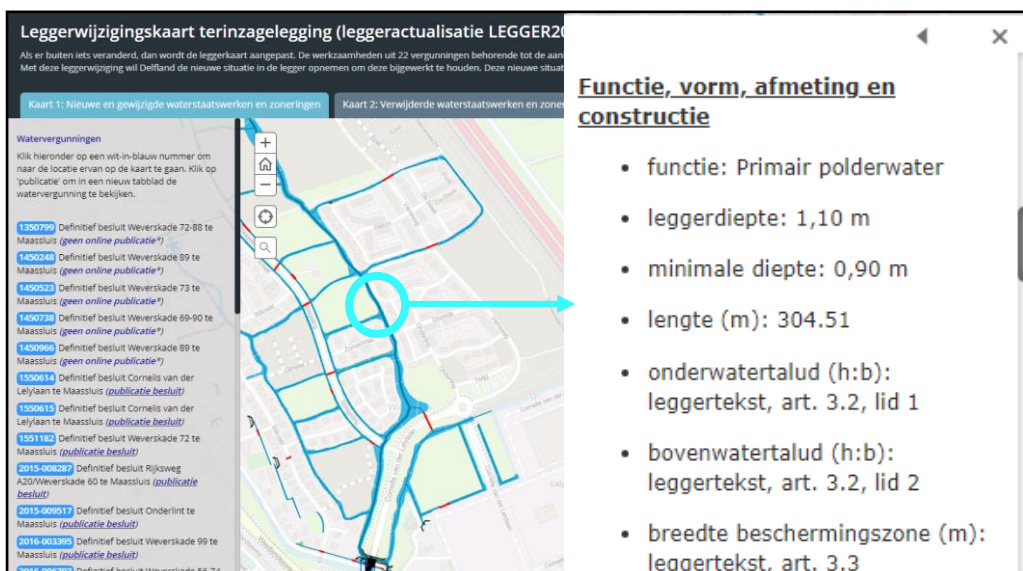 Leggerwijzigingskaart terinzagelegging (leggeractualisatie LEGGER20
Als er buiten iets veranderd, dan wordt de leggerkaart aangepast. De werkzaamheden uit 22 vergunningen behorende tot de aan
Met deze leggerwijziging wil Delfland de nieuwe situatie in de legger opnemen om deze bijgewerkt te houden. Deze nieuwe situat
Kaart 1: Nieuwe en gewijzigde waterstaatswerken en zoneringen
Kaart 2: Verwijderde waterstaatswerken en zoner
Watervergunningen
Klik hieronder op een wit-in-blauw nummer om
naar de locatie ervan op de kaart te gaan. Klik op
'publicatie' om in een nieuw tabblad de
watervergunning te bekijken.
1350799 Definitief besluit Weverskade 72-88 te
Maassluis (geen online publicatie*)
1450248 Definitief besluit Weverskade 89 te
Maassluis (geen online publicatie*)
1450523 Definitief besluit Weverskade 73 te
Maassluis (geen online publicatie*)
1450738 Definitief besluit Weverskade 69-90 te
Maassluis (geen online publicatie*)
1450966 Definitief besluit Weverskade 89 te
Maassluis (geen online publicatie*)
1550614 Definitief besluit Cornelis van der
Lelylaan te Maassluis (publicatie besluit)
1550615 Definitief besluit Cornelis van der
Lelylaan te Maassluis (publicatie besluit)
1551182 Definitief besluit Weverskade 72 te
Maassluis (publicatie besluit)
2015-008287 Definitief besluit Rijksweg
A20/Weverskade 60 te Maassluis (publicatie
besluit)
2015-009517 Definitief besluit Onderlint te
Maassluis (publicatie besluit)
2016-003395 Definitief besluit Weverskade 99 te
Maassluis (publicatie besluit)
Functie, vorm, afmeting en
constructie
• functie: Primair polderwater
• leggerdiepte: 1,10 m
• minimale diepte: 0,90 m
• lengte (m): 304.51
• onderwatertalud (h:b):
leggertekst, art. 3.2, lid 1
• bovenwatertalud (h:b):
leggertekst, art. 3.2, lid 2
• breedte beschermingszone (m):
leggertekst, art. 3.3